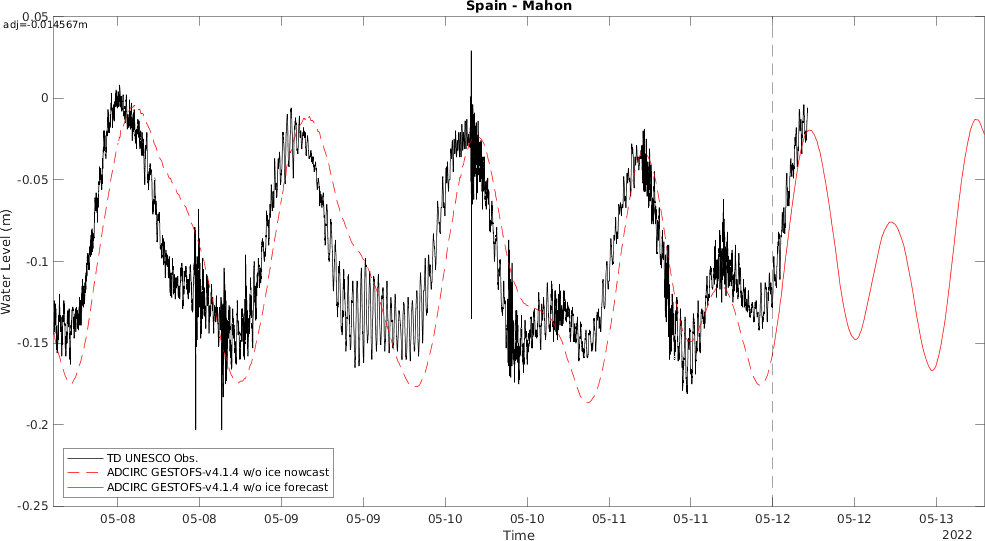 Spain - Mahon
adj=-0.014567m
0.05
0
-0.05
-0.1
-0.15
-0.2
-0.25
Water Level (m)
TD UNESCO Obs.
ADCIRC GESTOFS-v4.1.4 w/o ice nowcast
ADCIRC GESTOFS-v4.1.4 w/o ice forecast
05-08 05-08 05-09 05-09 05-10 05-10 05-11 05-11 05-12 05-12 05-13
Time
2022